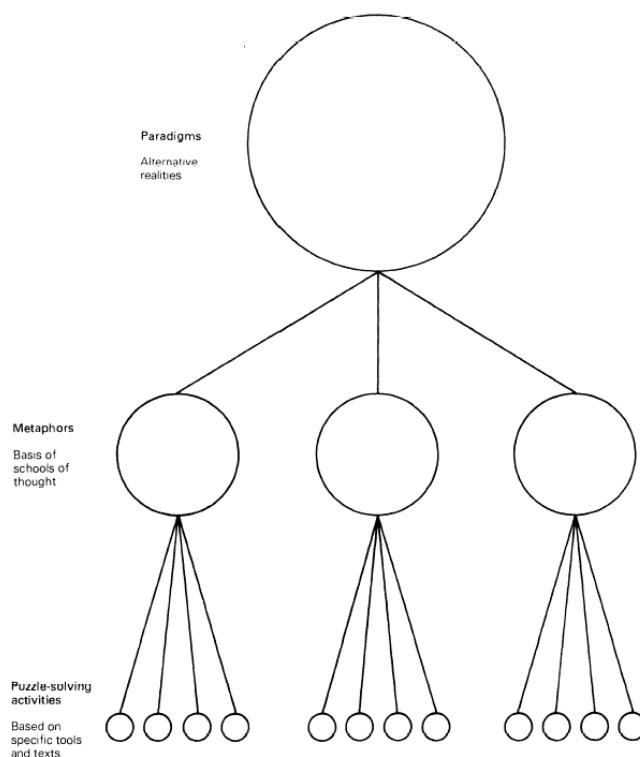 Paradigms
Alternative
realities
Metaphors
Basis of
schools of
thought
Puzzle-solving
activities
Based on
specific tools
and texts